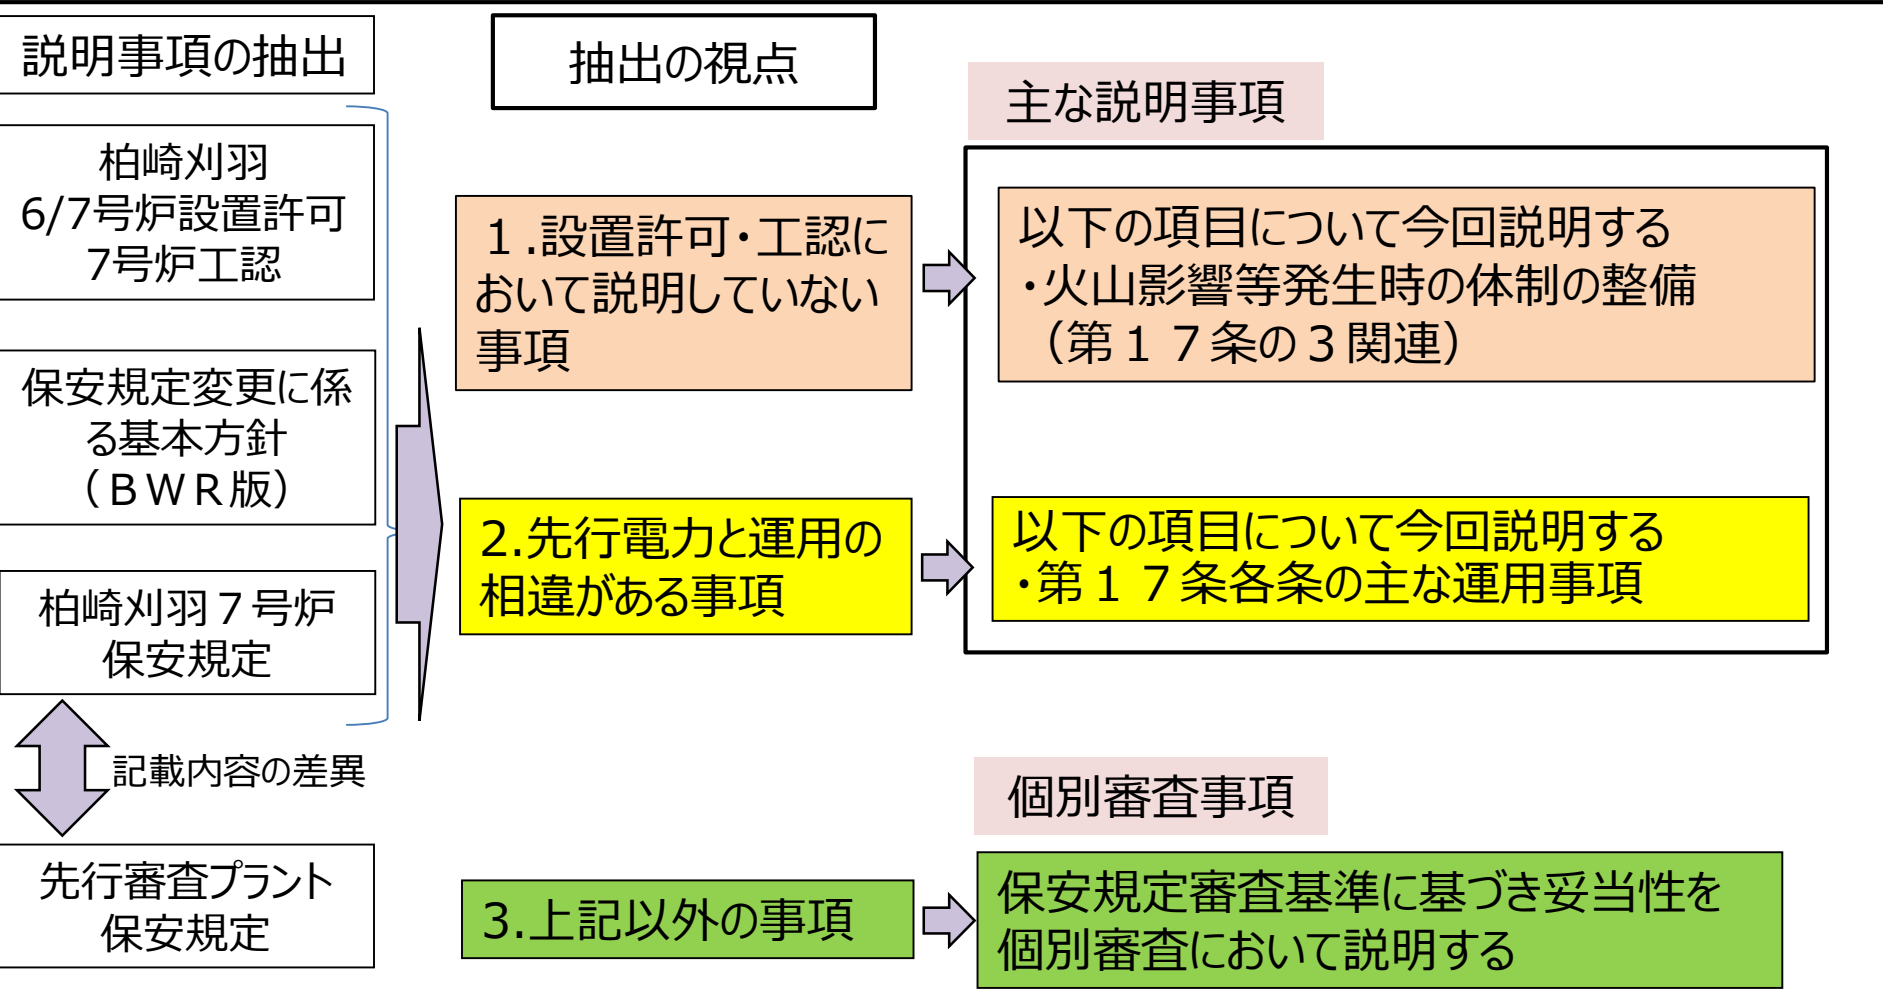 説明事項の抽出
柏崎刈羽
6/7号炉設置許可
7号炉工認
保安規定変更に係
る基本方針
（ＢＷＲ版）
柏崎刈羽７号炉
保安規定
記載内容の差異
先行審査プラント
保安規定
抽出の視点
１.設置許可・工認に
おいて説明していない
事項
2.先行電力と運用の
相違がある事項
3.上記以外の事項
主な説明事項
以下の項目について今回説明する
・火山影響等発生時の体制の整備
（第１７条の３関連）
以下の項目について今回説明する
・第１７条各条の主な運用事項
個別審査事項
保安規定審査基準に基づき妥当性を
個別審査において説明する